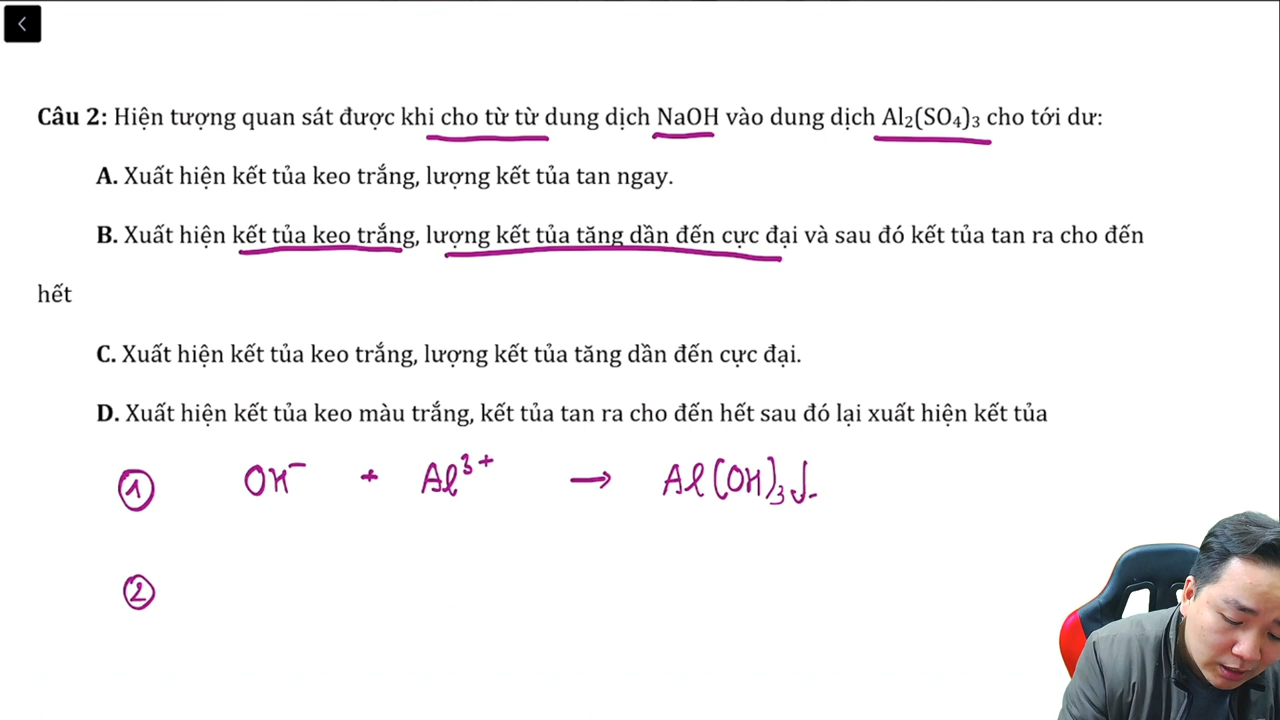 Câu 2: Hiện tượng quan sát được khi cho từ từ dung dịch NaOH vào dung dịch Al₂(SO₄)₃ cho tới dư:
A. Xuất hiện kết tủa keo trắng, lượng kết tủa tan ngay.
B. Xuất hiện kết tủa keo trắng, lượng kết tủa tăng dần đến cực đại và sau đó kết tủa tan ra cho đến
hết
C. Xuất hiện kết tủa keo trắng, lượng kết tủa tăng dần đến cực đại.
D. Xuất hiện kết tủa keo màu trắng, kết tủa tan ra cho đến hết sau đó lại xuất hiện kết tủa
① OH⁻ + Al³⁺ → Al(OH)₃↓
②